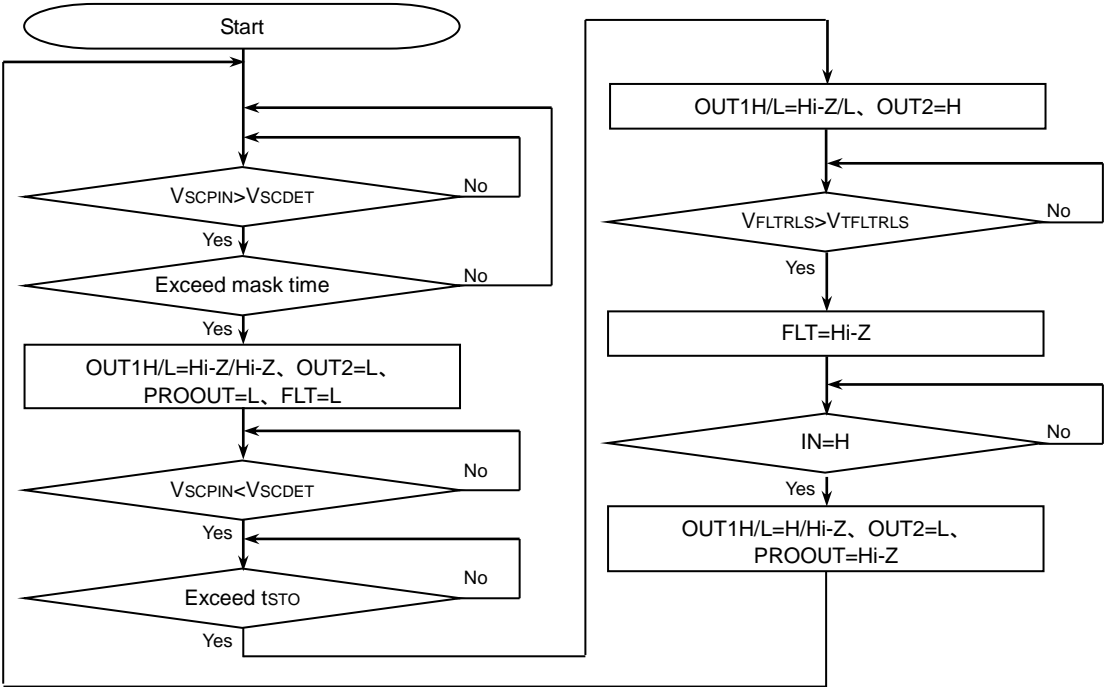 Start
VSCPIN>VSCDET
No
Yes
Exceed mask time
No
Yes
OUT1H/L=Hi-Z/Hi-Z、OUT2=L、
PROOUT=L、FLT=L
VSCPIN<VSCDET
No
Yes
Exceed tSTO
No
Yes
OUT1H/L=Hi-Z/L、OUT2=H
VFLTRLS>VTFLTRLS
No
Yes
FLT=Hi-Z
IN=H
No
Yes
OUT1H/L=H/Hi-Z、OUT2=L、
PROOUT=Hi-Z